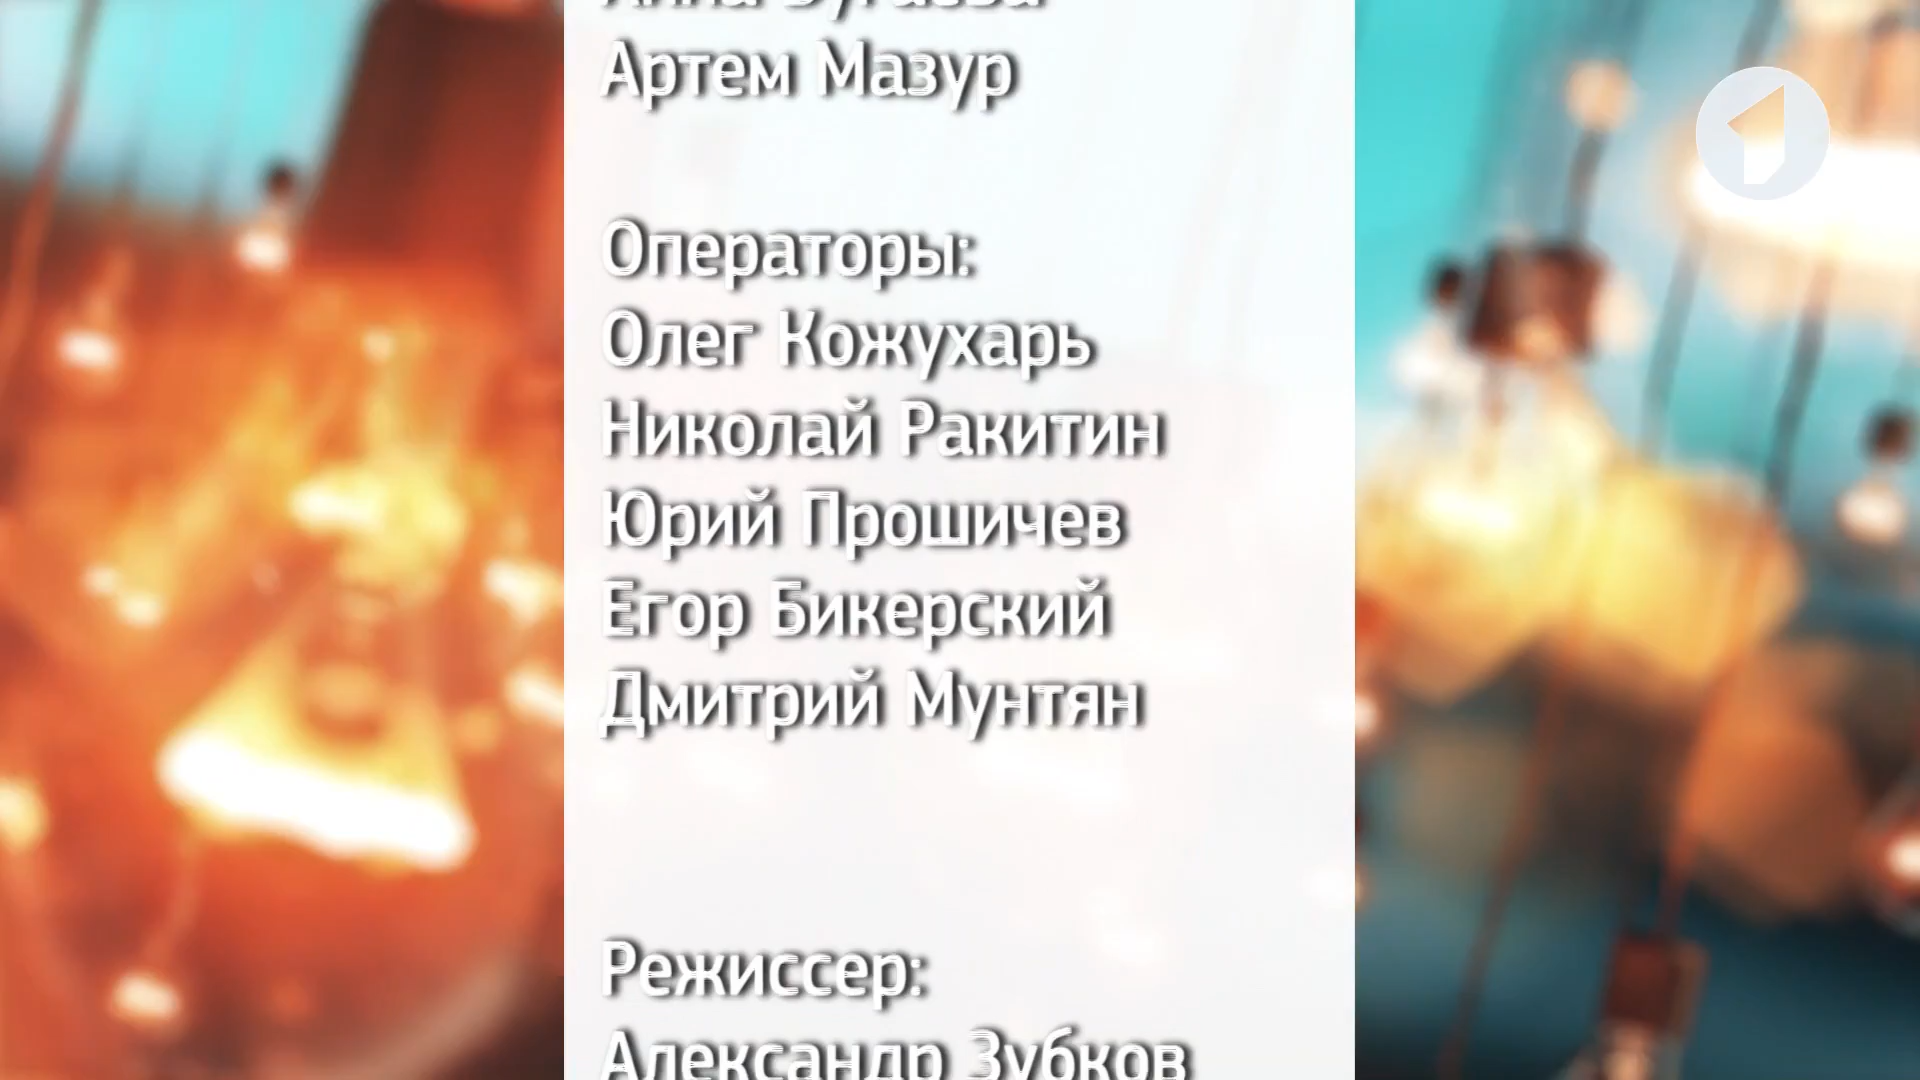 Артем Мазур
Операторы:
Олег Кожухарь
Николай Ракитин
Юрий Прошичев
Егор Бикерский
Дмитрий Мунтян
Режиссер:
Александр Зубков